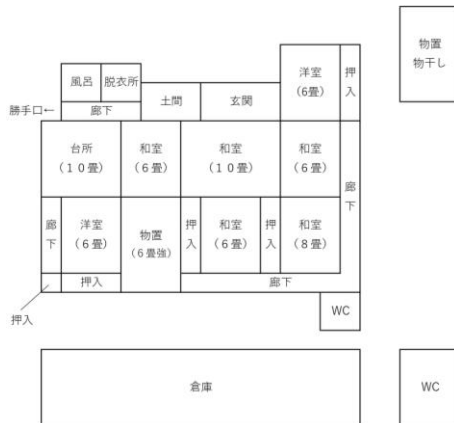 物置
物干し
洋室
(6畳)
押
入
風呂
脱衣所
土間
玄関
勝手口←
廊下
台所
(10畳)
和室
(6畳)
和室
(10畳)
和室
(6畳)
廊
下
廊
下
洋室
(6畳)
物置
(6畳強)
押
入
和室
(6畳)
押
入
和室
(8畳)
押入
廊下
押入
WC
倉庫
WC